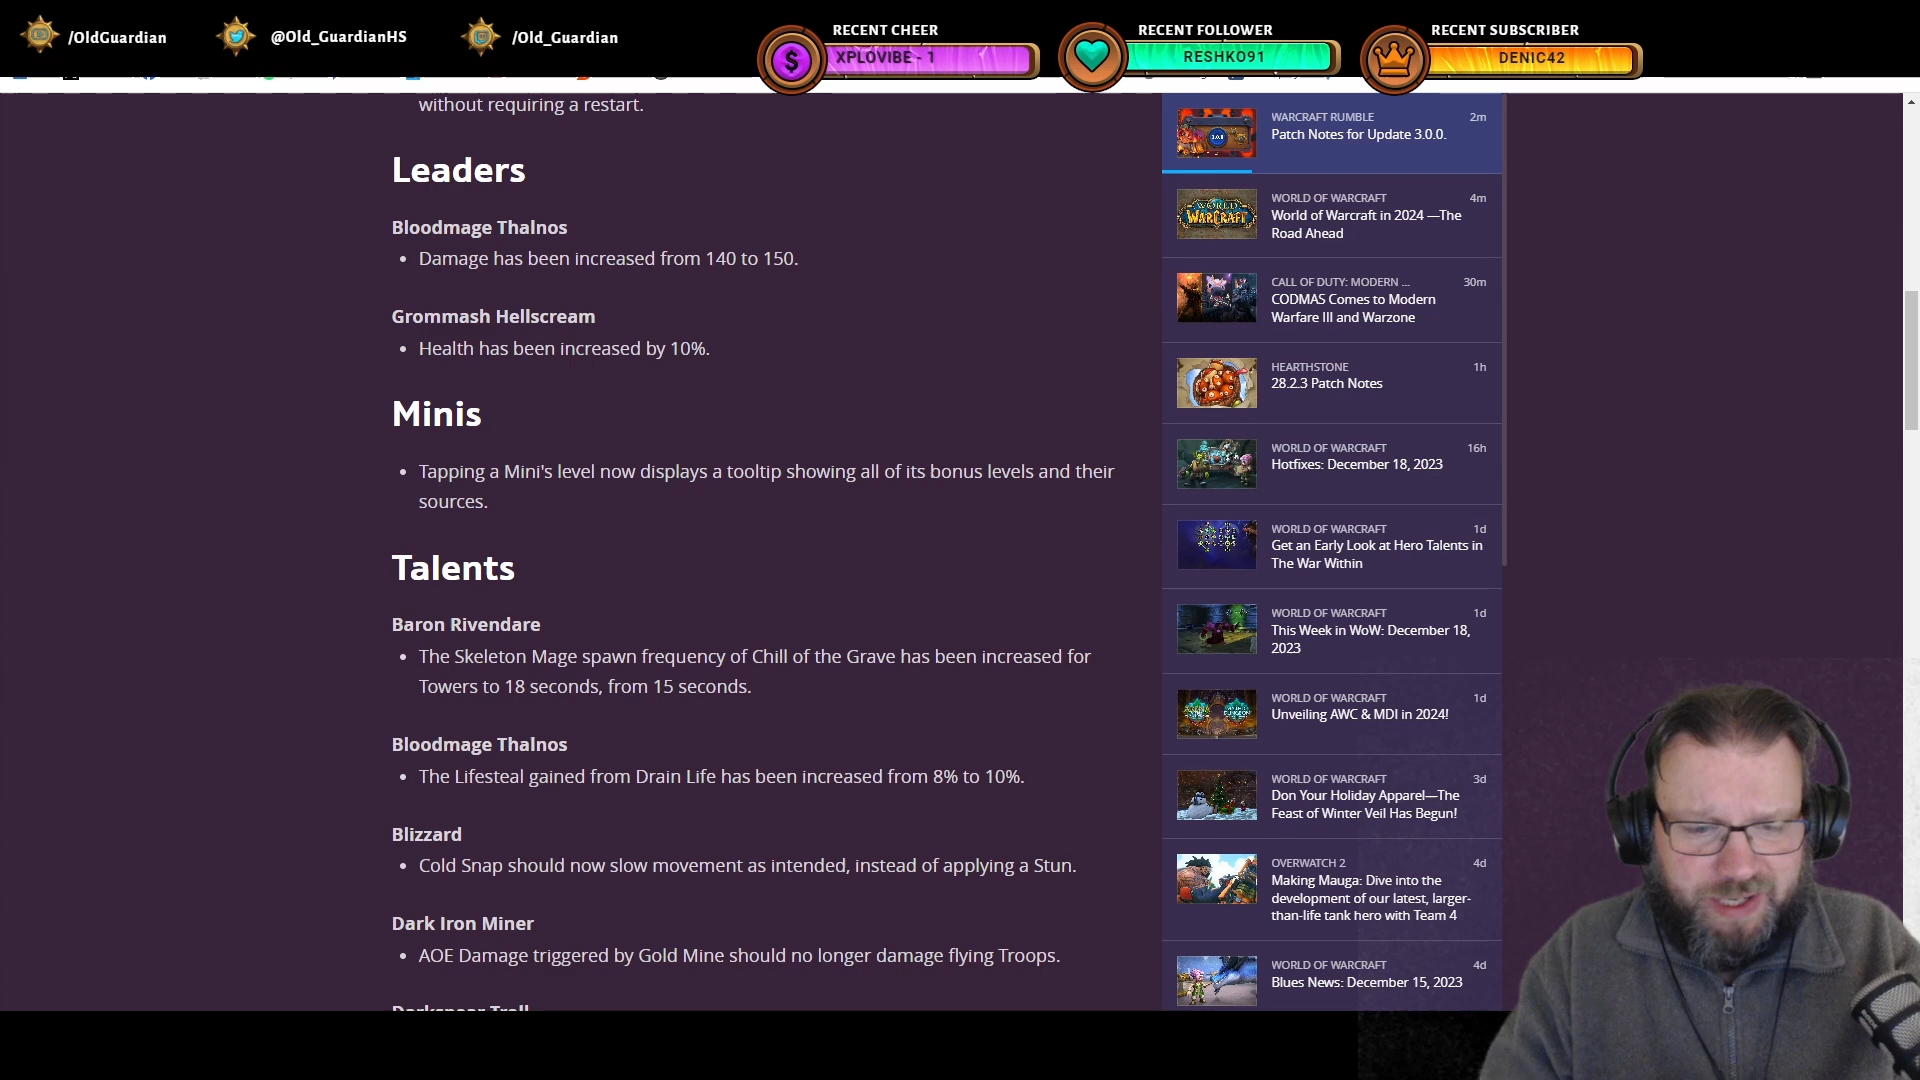 /OldGuardian
@Old_GuardianHS
/Old_Guardian
RECENT CHEER
XPLOVIBE - 1
RECENT FOLLOWER
RESHKO91
RECENT SUBSCRIBER
DENIC42
without requiring a restart.
Leaders
Bloodmage Thalnos
• Damage has been increased from 140 to 150.
Grommash Hellscream
• Health has been increased by 10%.
Minis
• Tapping a Mini's level now displays a tooltip showing all of its bonus levels and their
sources.
Talents
Baron Rivendare
• The Skeleton Mage spawn frequency of Chill of the Grave has been increased for
Towers to 18 seconds, from 15 seconds.
Bloodmage Thalnos
• The Lifesteal gained from Drain Life has been increased from 8% to 10%.
Blizzard
• Cold Snap should now slow movement as intended, instead of applying a Stun.
Dark Iron Miner
• AOE Damage triggered by Gold Mine should no longer damage flying Troops.
Darkspear Troll
WARCRAFT RUMBLE 2m
Patch Notes for Update 3.0.0.
WORLD OF WARCRAFT 4m
World of Warcraft in 2024 —The
Road Ahead
CALL OF DUTY: MODERN ... 30m
CODMAS Comes to Modern
Warfare III and Warzone
HEARTHSTONE 1h
28.2.3 Patch Notes
WORLD OF WARCRAFT 16h
Hotfixes: December 18, 2023
WORLD OF WARCRAFT 1d
Get an Early Look at Hero Talents in
The War Within
WORLD OF WARCRAFT 1d
This Week in WoW: December 18,
2023
WORLD OF WARCRAFT 1d
Unveiling AWC & MDI in 2024!
WORLD OF WARCRAFT 3d
Don Your Holiday Apparel—The
Feast of Winter Veil Has Begun!
OVERWATCH 2 4d
Making Mauga: Dive into the
development of our latest, larger-
than-life tank hero with Team 4
WORLD OF WARCRAFT 4d
Blues News: December 15, 2023